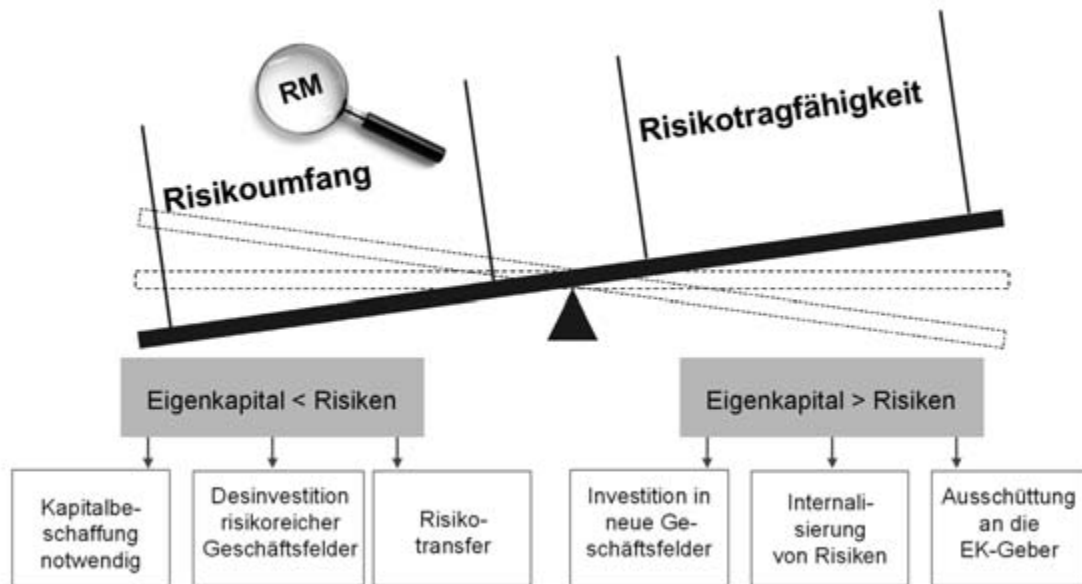 RM
Risikotragfähigkeit
Risikoumfang
Eigenkapital < Risiken
Eigenkapital > Risiken
Kapitalbe-
schaffung
notwendig
Desinvestition
risikoreicher
Geschäftsfelder
Risiko-
transfer
Investition in
neue Ge-
schäftsfelder
Internali-
sierung
von Risiken
Ausschüttung
an die
EK-Geber